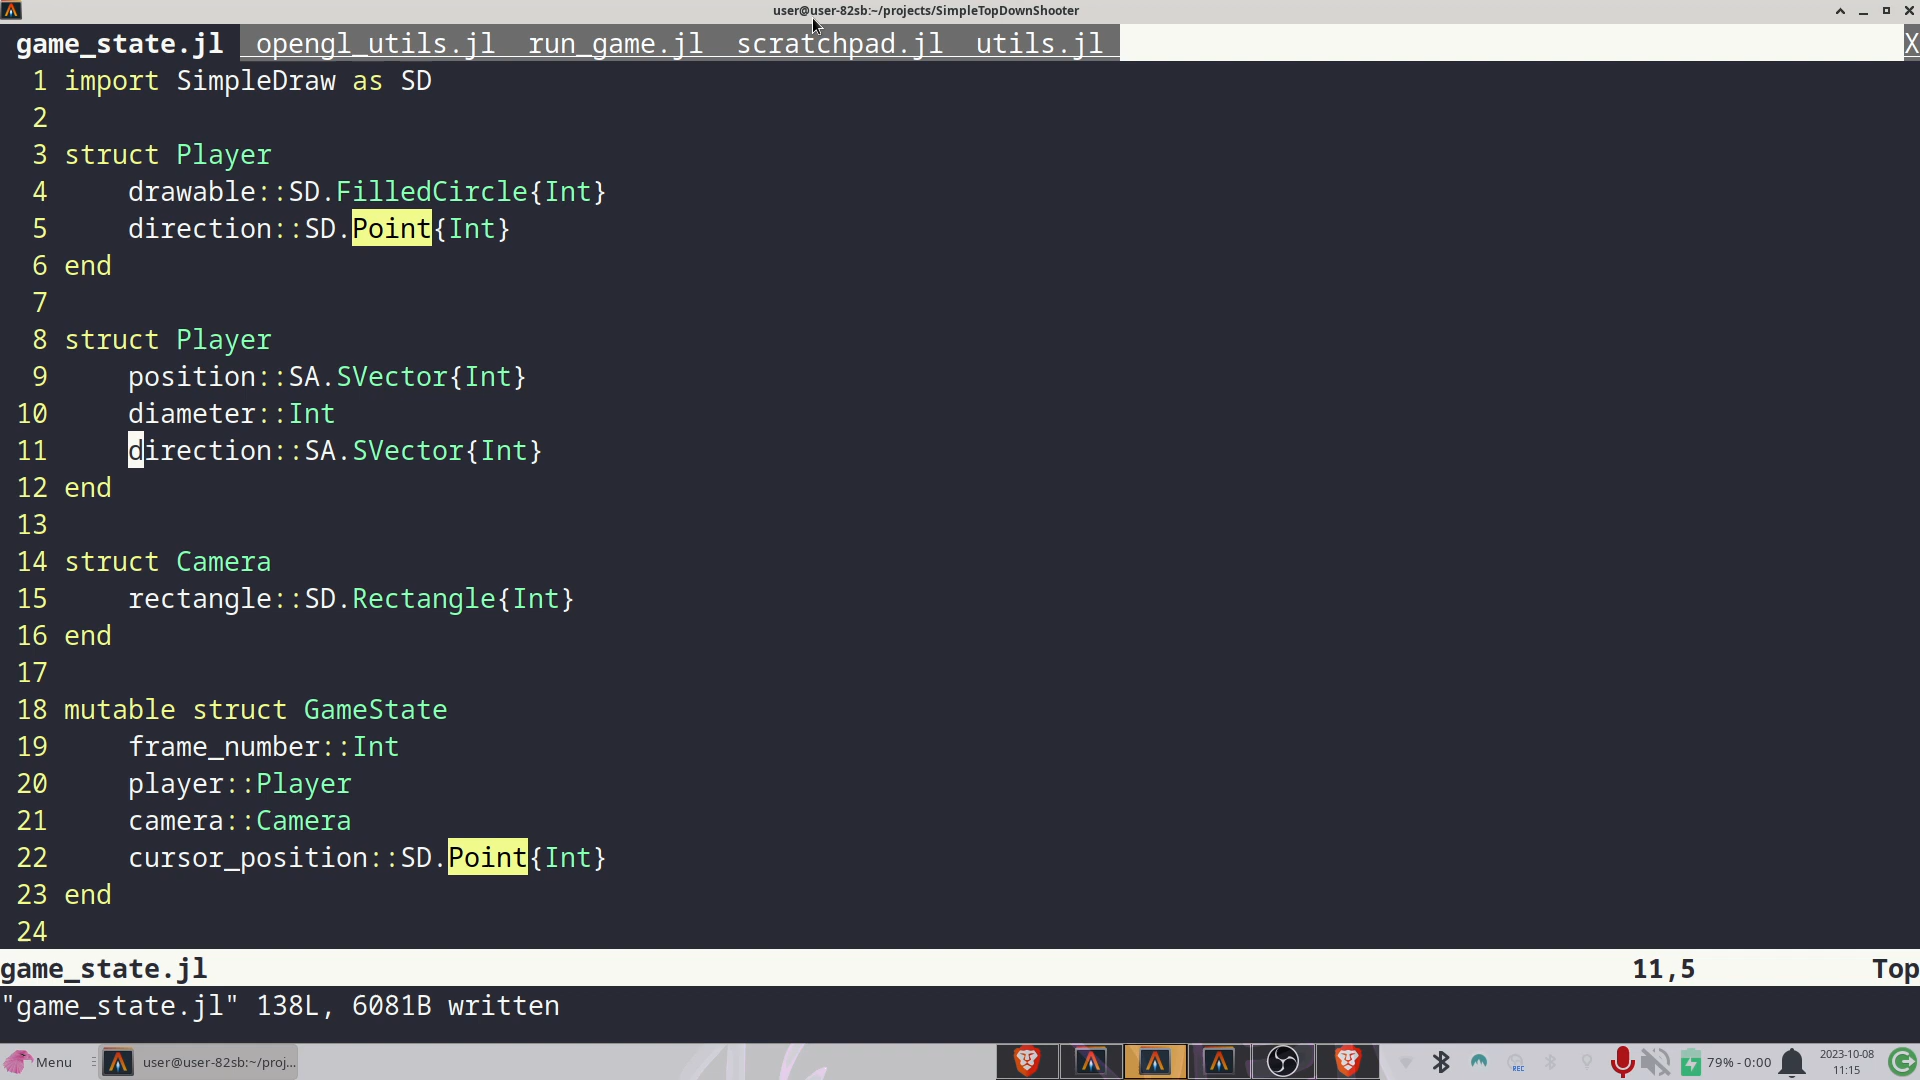 user@user-82sb:~/projects/SimpleTopDownShooter
game_state.jl opengl_utils.jl run_game.jl scratchpad.jl utils.jl X
1 import SimpleDraw as SD
2
3 struct Player
4     drawable::SD.FilledCircle{Int}
5     direction::SD.Point{Int}
6 end
7
8 struct Player
9     position::SA.SVector{Int}
10     diameter::Int
11     direction::SA.SVector{Int}
12 end
13
14 struct Camera
15     rectangle::SD.Rectangle{Int}
16 end
17
18 mutable struct GameState
19     frame_number::Int
20     player::Player
21     camera::Camera
22     cursor_position::SD.Point{Int}
23 end
24
game_state.jl 11,5 Top
"game_state.jl" 138L, 6081B written
Menu user@user-82sb:~/proj... REC 79% - 0:00 2023-10-08
11:15